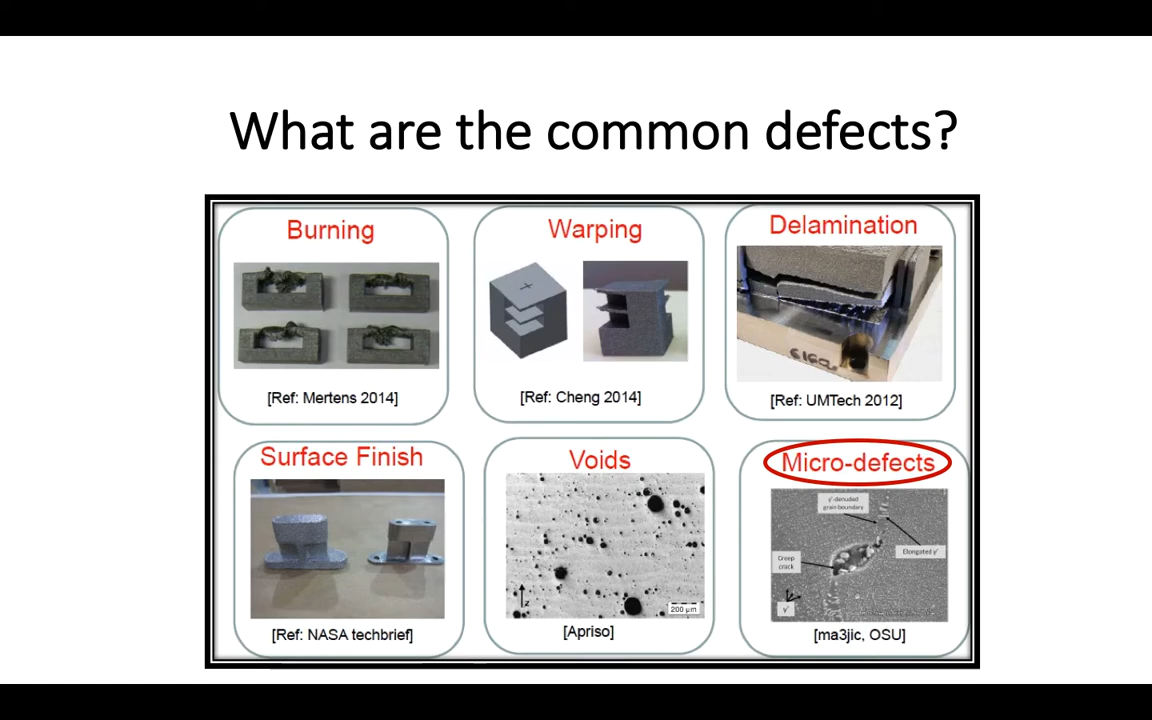 What are the common defects?
Burning
Warping
Delamination
[Ref: Mertens 2014]
[Ref: Cheng 2014]
[Ref: UMTech 2012]
Surface Finish
Voids
Micro-defects
γ'-denuded
grain boundary
Elongated γ'
Creep
crack
γ'
z
200 μm
[Ref: NASA techbrief]
[Apriso]
[ma3jic, OSU]